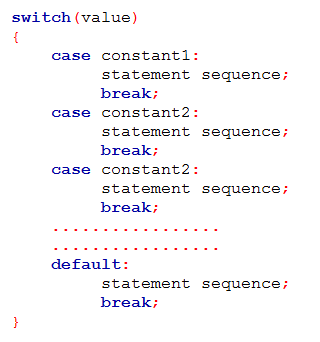 switch(value)
{
case constant1:
statement sequence;
break;
case constant2:
statement sequence;
break;
case constant2:
statement sequence;
break;
.................
.................
default:
statement sequence;
break;
}